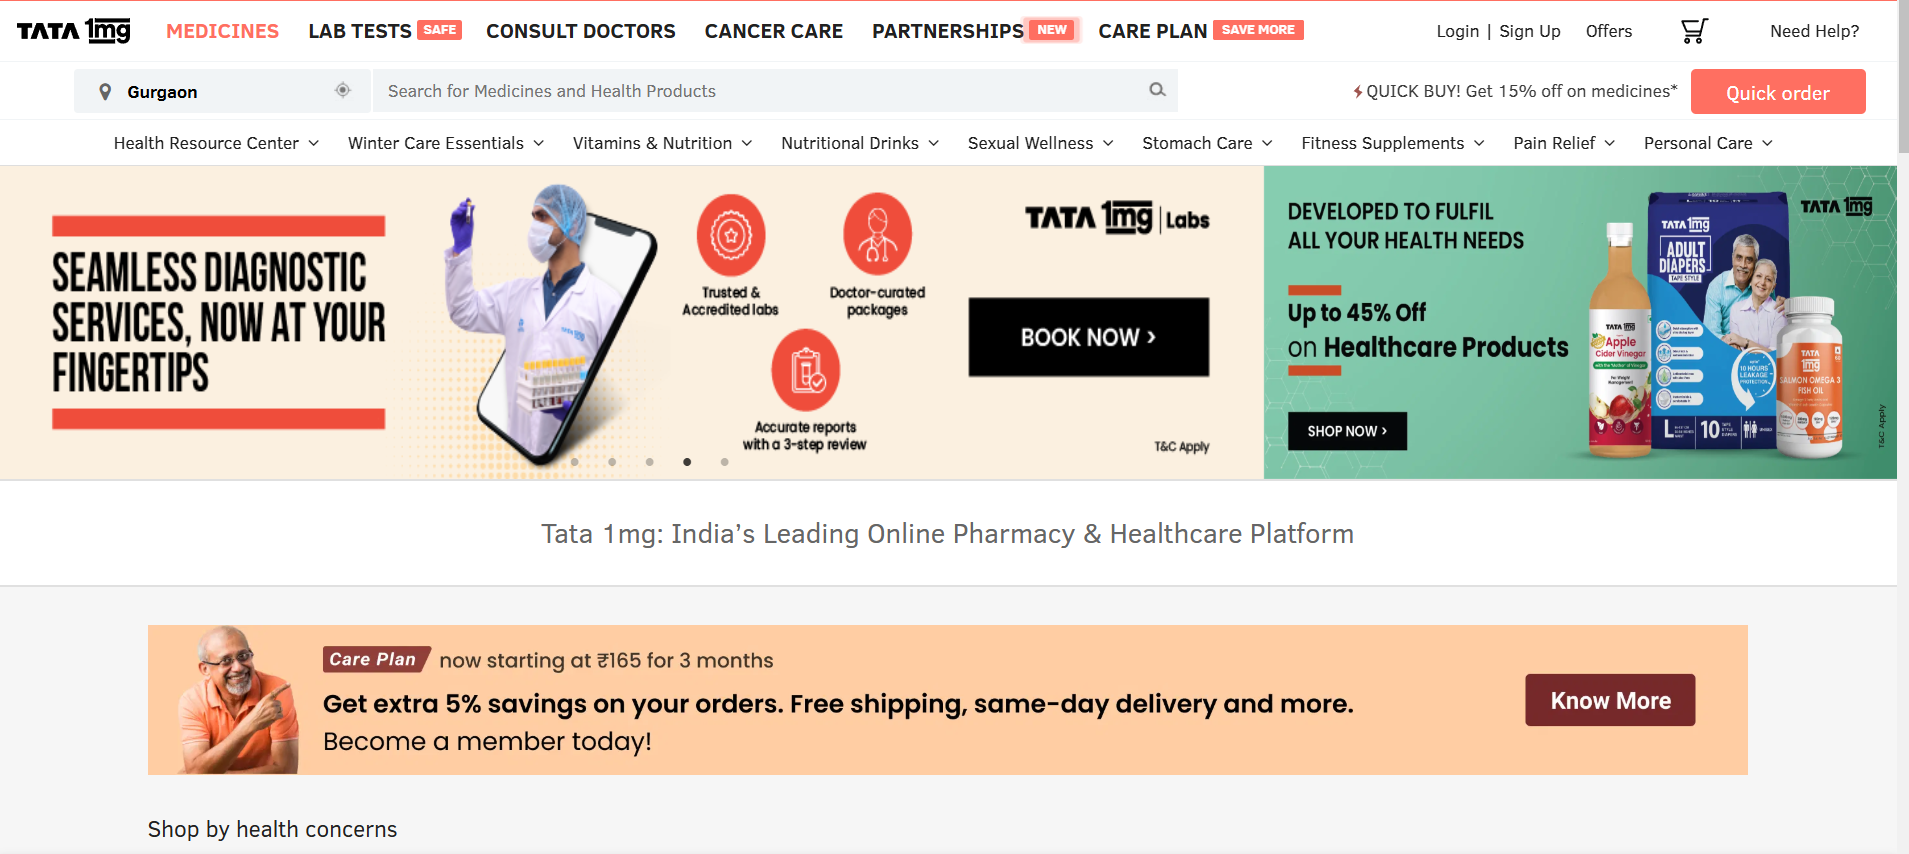 TATA 1mg
MEDICINES
LAB TESTS SAFE
CONSULT DOCTORS
CANCER CARE
PARTNERSHIPS NEW
CARE PLAN SAVE MORE
Login | Sign Up
Offers
Need Help?
Gurgaon
Search for Medicines and Health Products
QUICK BUY! Get 15% off on medicines*
Quick order
Health Resource Center
Winter Care Essentials
Vitamins & Nutrition
Nutritional Drinks
Sexual Wellness
Stomach Care
Fitness Supplements
Pain Relief
Personal Care
SEAMLESS DIAGNOSTIC
SERVICES, NOW AT YOUR
FINGERTIPS
Trusted &
Accredited labs
Doctor-curated
packages
Accurate reports
with a 3-step review
TATA 1mg | Labs
BOOK NOW >
T&C Apply
DEVELOPED TO FULFIL
ALL YOUR HEALTH NEEDS
Up to 45% Off
on Healthcare Products
SHOP NOW >
TATA 1mg
TATA 1mg
Apple
Cider Vinegar
TATA 1mg
ADULT
DIAPERS
TAPE STYLE
10 HOURS
LEAKAGE
PROTECTION
L
10
TATA
1mg
SALMON OMEGA 3
FISH OIL
T&C Apply
Tata 1mg: India's Leading Online Pharmacy & Healthcare Platform
Care Plan now starting at ₹165 for 3 months
Get extra 5% savings on your orders. Free shipping, same-day delivery and more.
Become a member today!
Know More
Shop by health concerns